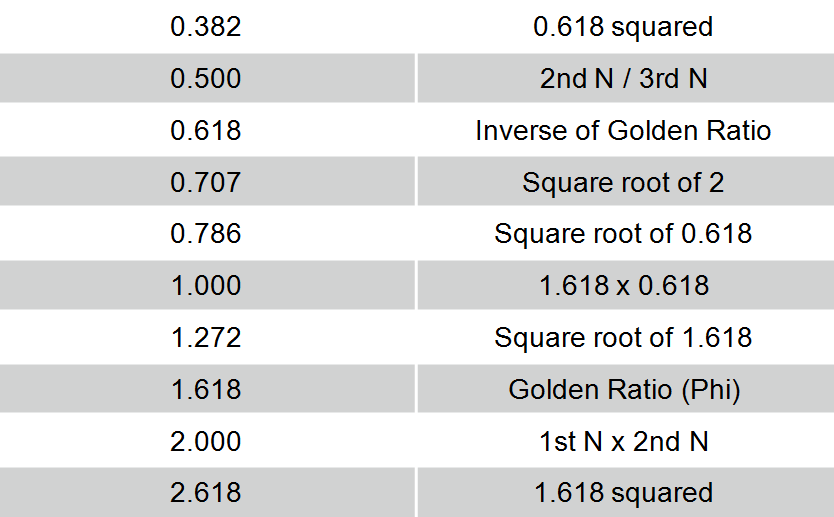 0.382 0.618 squared
0.500 2nd N / 3rd N
0.618 Inverse of Golden Ratio
0.707 Square root of 2
0.786 Square root of 0.618
1.000 1.618 x 0.618
1.272 Square root of 1.618
1.618 Golden Ratio (Phi)
2.000 1st N x 2nd N
2.618 1.618 squared